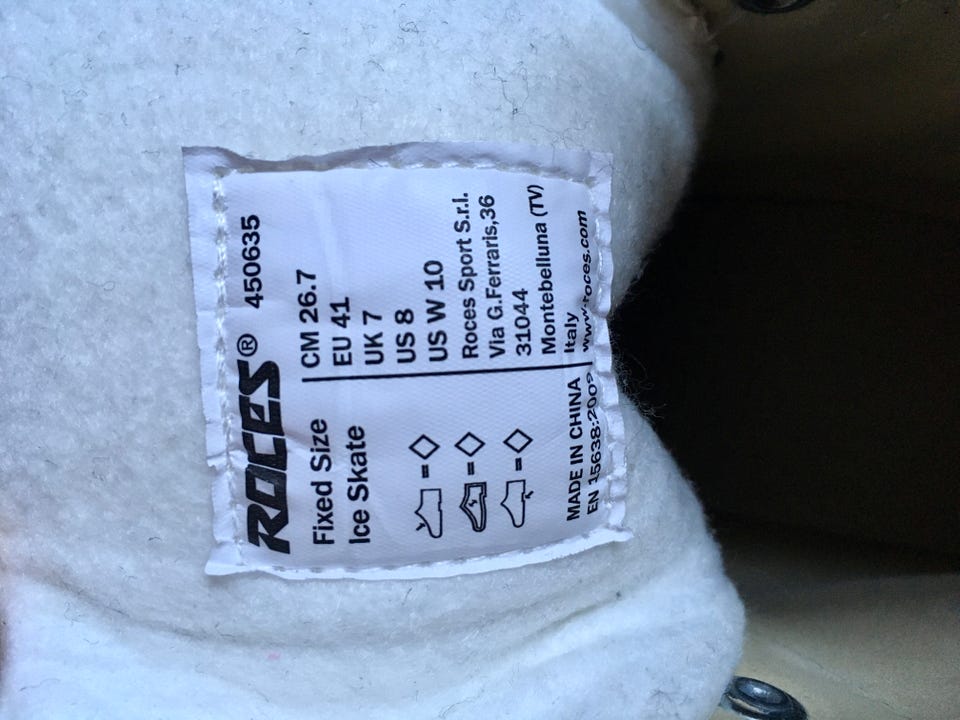 ROCES® 450635
Fixed Size
Ice Skate
CM 26.7
EU 41
UK 7
US 8
US W 10
Roces Sport S.r.l.
Via G.Ferraris,36
31044
Montebelluna (TV)
Italy
www.roces.com
=
=
=
MADE IN CHINA
EN 15638:2009